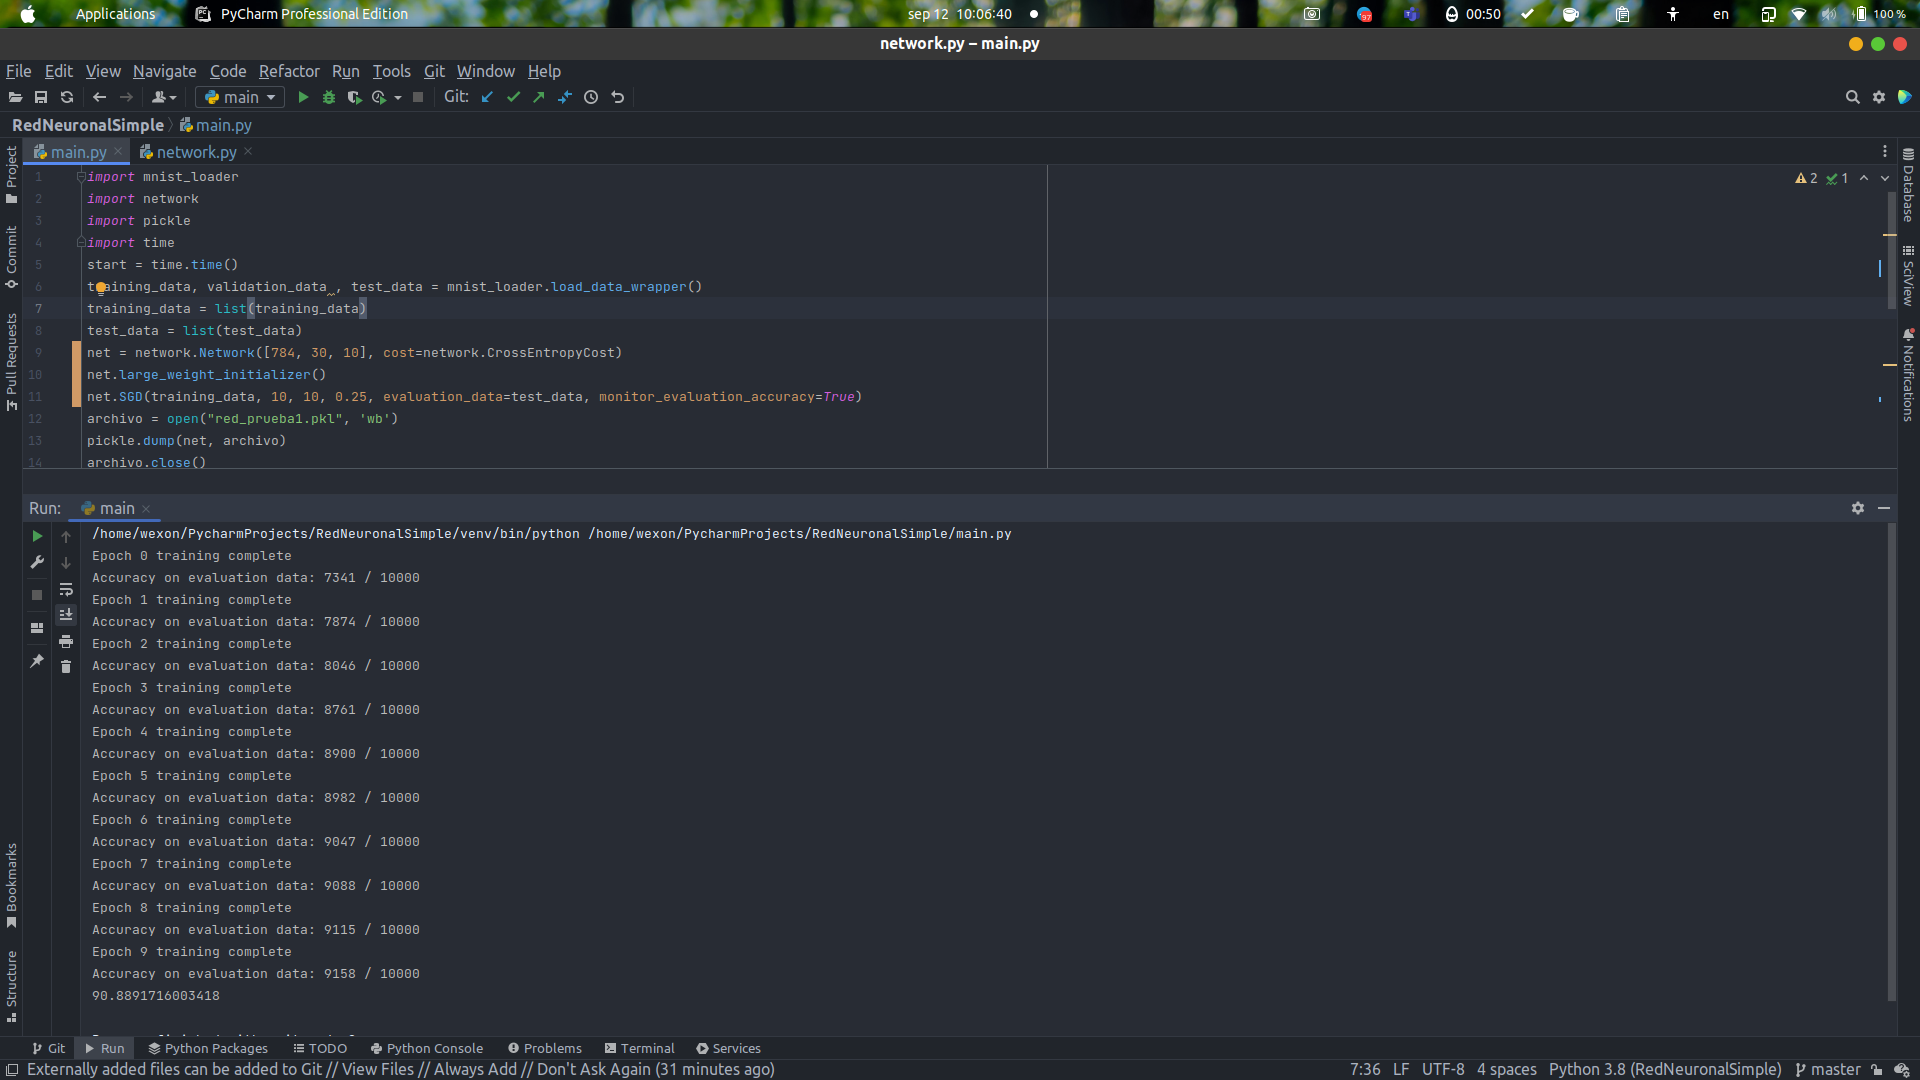 Applications PyCharm Professional Edition sep 12 10:06:40 97 00:50 en 100 %
network.py – main.py
File Edit View Navigate Code Refactor Run Tools Git Window Help
main Git:
RedNeuronalSimple main.py
main.py network.py
1 import mnist_loader
2 import network
3 import pickle
4 import time
5 start = time.time()
6 training_data, validation_data , test_data = mnist_loader.load_data_wrapper()
7 training_data = list(training_data)
8 test_data = list(test_data)
9 net = network.Network([784, 30, 10], cost=network.CrossEntropyCost)
10 net.large_weight_initializer()
11 net.SGD(training_data, 10, 10, 0.25, evaluation_data=test_data, monitor_evaluation_accuracy=True)
12 archivo = open("red_prueba1.pkl", 'wb')
13 pickle.dump(net, archivo)
14 archivo.close()
2 1
Project
Commit
Pull Requests
Bookmarks
Structure
Database
SciView
Notifications
Run: main
/home/wexon/PycharmProjects/RedNeuronalSimple/venv/bin/python /home/wexon/PycharmProjects/RedNeuronalSimple/main.py
Epoch 0 training complete
Accuracy on evaluation data: 7341 / 10000
Epoch 1 training complete
Accuracy on evaluation data: 7874 / 10000
Epoch 2 training complete
Accuracy on evaluation data: 8046 / 10000
Epoch 3 training complete
Accuracy on evaluation data: 8761 / 10000
Epoch 4 training complete
Accuracy on evaluation data: 8900 / 10000
Epoch 5 training complete
Accuracy on evaluation data: 8982 / 10000
Epoch 6 training complete
Accuracy on evaluation data: 9047 / 10000
Epoch 7 training complete
Accuracy on evaluation data: 9088 / 10000
Epoch 8 training complete
Accuracy on evaluation data: 9115 / 10000
Epoch 9 training complete
Accuracy on evaluation data: 9158 / 10000
90.8891716003418
Git Run Python Packages TODO Python Console Problems Terminal Services
Externally added files can be added to Git // View Files // Always Add // Don't Ask Again (31 minutes ago) 7:36 LF UTF-8 4 spaces Python 3.8 (RedNeuronalSimple) master